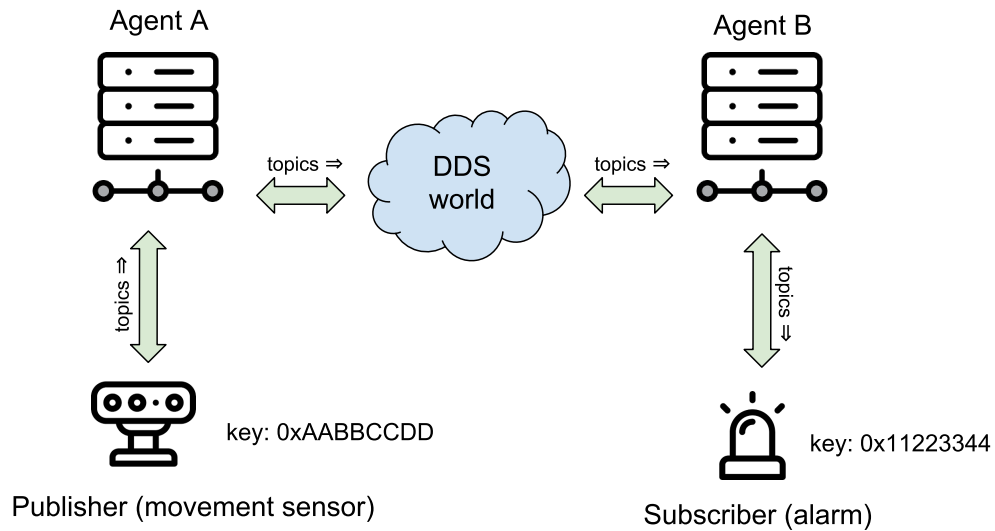 Agent A
Agent B
topics ⇒
DDS
world
topics ⇒
topics ⇒
topics ⇒
key: 0xAABBCCDD
key: 0x11223344
Publisher (movement sensor)
Subscriber (alarm)